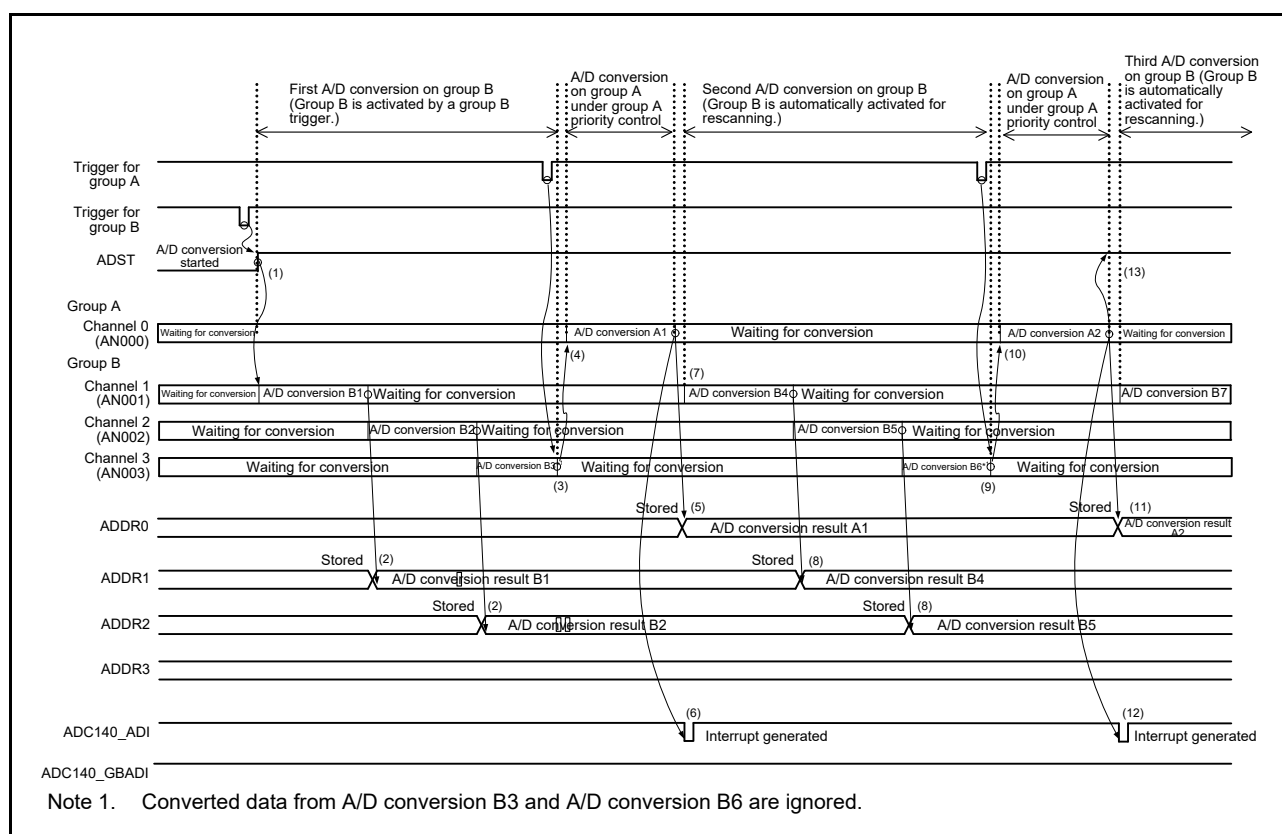 First A/D conversion on group B
(Group B is activated by a group B
trigger.)
A/D conversion
on group A
under group A
priority control
Second A/D conversion on group B
(Group B is automatically activated for
rescanning.)
A/D conversion
on group A
under group A
priority control
Third A/D conversion
on group B (Group B
is automatically
activated for
rescanning.)
Trigger for
group A
Trigger for
group B
A/D conversion
started
ADST
(1)
(13)
Group A
Channel 0
(AN000)
Waiting for conversion
A/D conversion A1
Waiting for conversion
A/D conversion A2
Waiting for conversion
(4)
(10)
Group B
(7)
Channel 1
(AN001)
Waiting for conversion
A/D conversion B1
Waiting for conversion
A/D conversion B4
Waiting for conversion
A/D conversion B7
Channel 2
(AN002)
Waiting for conversion
A/D conversion B2
Waiting for conversion
A/D conversion B5
Waiting for conversion
Channel 3
(AN003)
Waiting for conversion
A/D conversion B3
Waiting for conversion
A/D conversion B6*
Waiting for conversion
(3)
(9)
ADDR0
Stored
(5)
A/D conversion result A1
Stored
(11)
A/D conversion result
A2
ADDR1
Stored
(2)
A/D conversion result B1
Stored
(8)
A/D conversion result B4
ADDR2
Stored
(2)
A/D conversion result B2
Stored
(8)
A/D conversion result B5
ADDR3
ADC140_ADI
(6)
Interrupt generated
(12)
Interrupt generated
ADC140_GBADI
Note 1. Converted data from A/D conversion B3 and A/D conversion B6 are ignored.